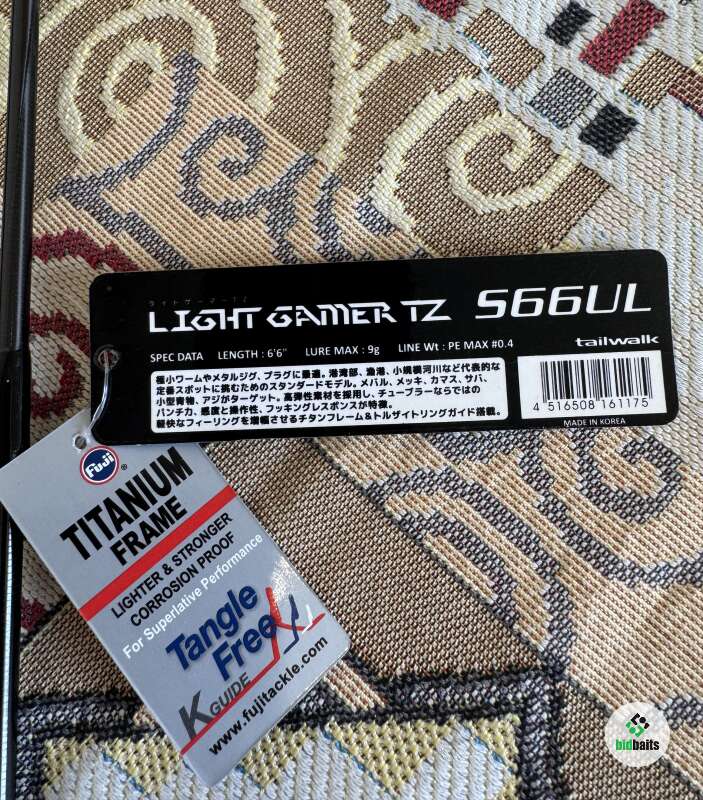 ライトゲーマーTZ
LIGHT GAMER TZ S66UL
SPEC DATA LENGTH : 6'6" LURE MAX : 9g LINE Wt : PE MAX #0.4
tailwalk
極小ワームやメタルジグ、プラグに最適。港湾部、漁港、小規模河川など代表的な
定番スポットに挑むためのスタンダードモデル。メバル、メッキ、カマス、サバ、
小型青物、アジがターゲット。高弾性素材を採用し、チューブラーならではの
パンチ力、感度と操作性、フッキングレスポンスが特徴。
軽快なフィーリングを増幅させるチタンフレーム&トルザイトリングガイド搭載。
4 516508 161175
MADE IN KOREA
Fuji ®
TITANIUM
FRAME
LIGHTER & STRONGER
CORROSION PROOF
For Superlative Performance
Tangle
Free
K GUIDE
www.fujitackle.com
bidbaits